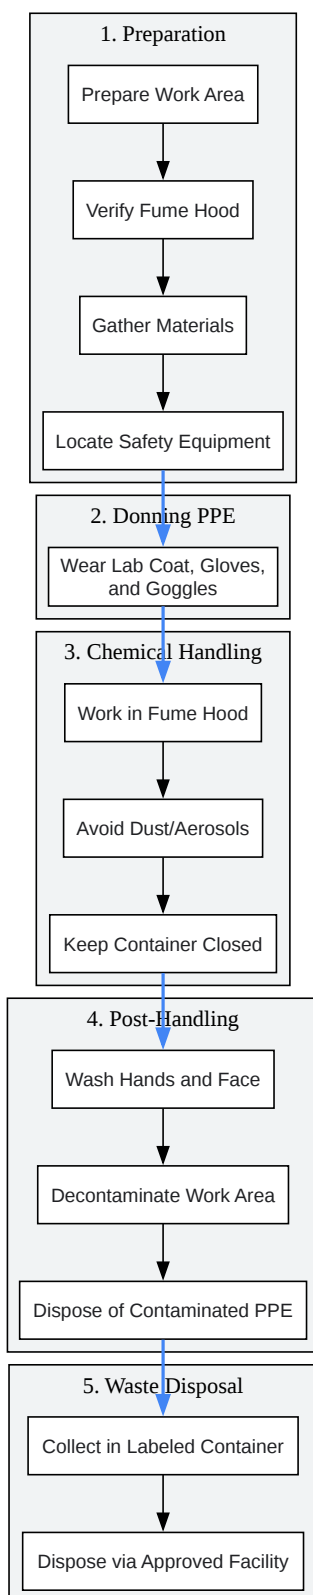 1. Preparation
Prepare Work Area
Verify Fume Hood
Gather Materials
Locate Safety Equipment
2. Donning PPE
Wear Lab Coat, Gloves,
and Goggles
3. Chemical Handling
Work in Fume Hood
Avoid Dust/Aerosols
Keep Container Closed
4. Post-Handling
Wash Hands and Face
Decontaminate Work Area
Dispose of Contaminated PPE
5. Waste Disposal
Collect in Labeled Container
Dispose via Approved Facility